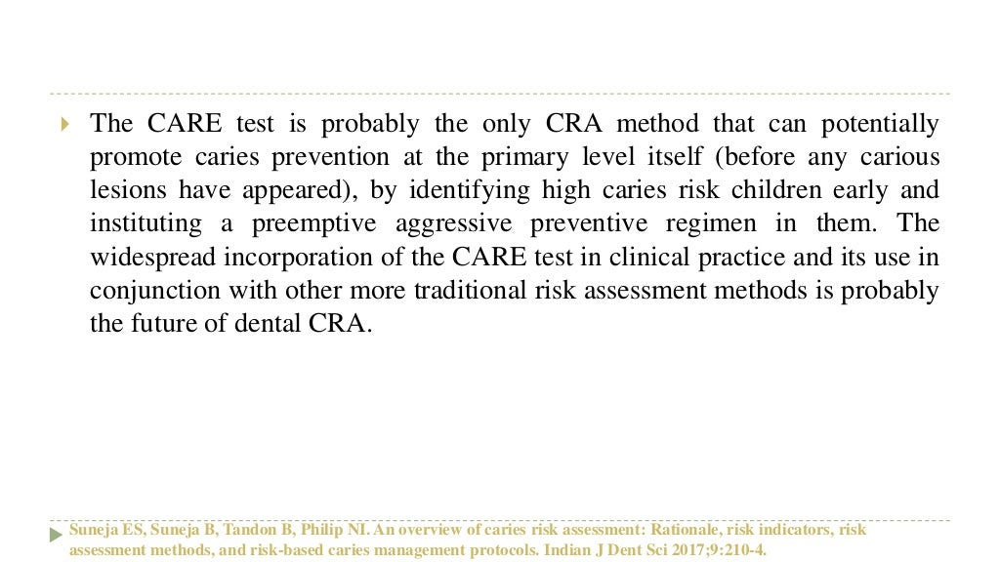 The CARE test is probably the only CRA method that can potentially
promote caries prevention at the primary level itself (before any carious
lesions have appeared), by identifying high caries risk children early and
instituting a preemptive aggressive preventive regimen in them. The
widespread incorporation of the CARE test in clinical practice and its use in
conjunction with other more traditional risk assessment methods is probably
the future of dental CRA.
Suneja ES, Suneja B, Tandon B, Philip NI. An overview of caries risk assessment: Rationale, risk indicators, risk
assessment methods, and risk-based caries management protocols. Indian J Dent Sci 2017;9:210-4.